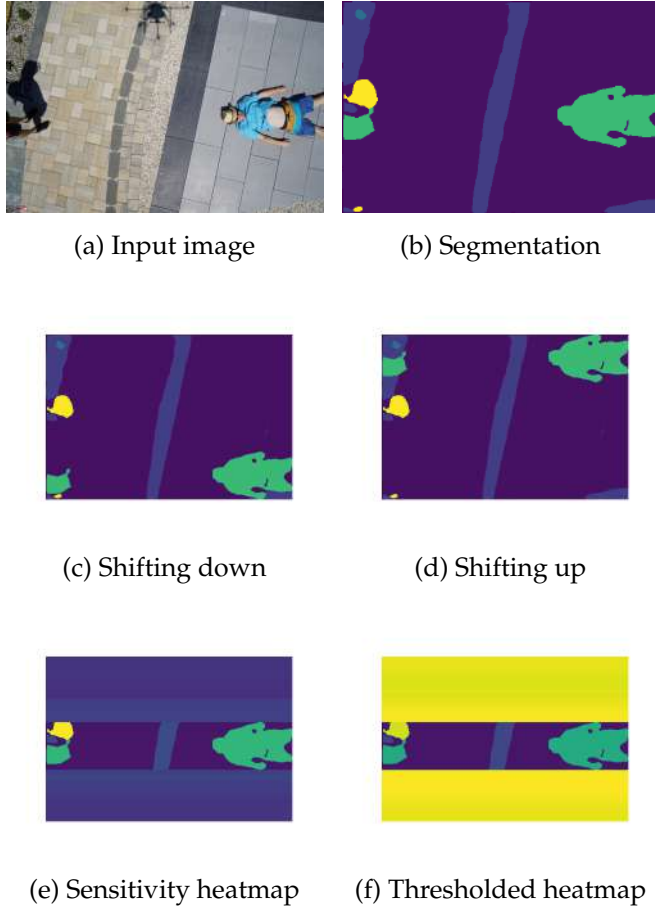 (a) Input image
(b) Segmentation
(c) Shifting down
(d) Shifting up
(e) Sensitivity heatmap
(f) Thresholded heatmap